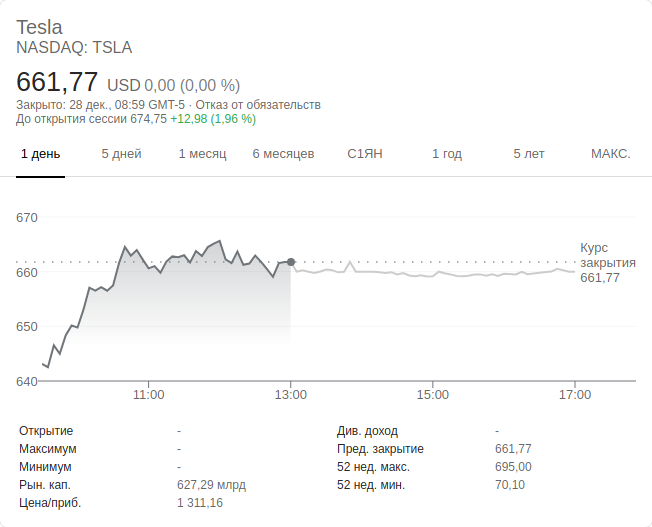 Tesla
NASDAQ: TSLA
661,77 USD 0,00 (0,00 %)
Закрыто: 28 дек., 08:59 GMT-5 · Отказ от обязательств
До открытия сессии 674,75 +12,98 (1,96 %)
1 день 5 дней 1 месяц 6 месяцев С1ЯН 1 год 5 лет МАКС.
670
660
650
640
Курс
закрытия
661,77
11:00 13:00 15:00 17:00
Открытие - Див. доход -
Максимум - Пред. закрытие 661,77
Минимум - 52 нед. макс. 695,00
Рын. кап. 627,29 млрд 52 нед. мин. 70,10
Цена/приб. 1 311,16